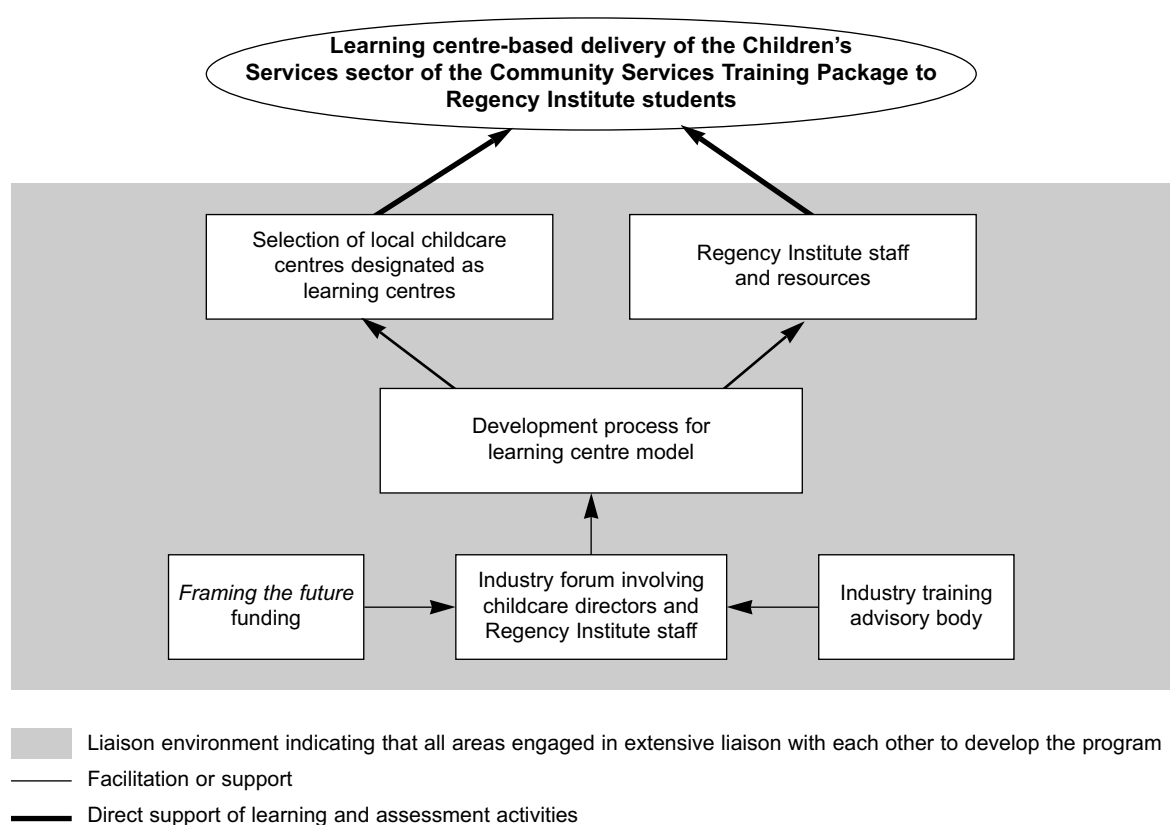 Learning centre-based delivery of the Children’s
Services sector of the Community Services Training Package to
Regency Institute students
Selection of local childcare
centres designated as
learning centres
Regency Institute staff
and resources
Development process for
learning centre model
Framing the future
funding
Industry forum involving
childcare directors and
Regency Institute staff
Industry training
advisory body
Liaison environment indicating that all areas engaged in extensive liaison with each other to develop the program
Facilitation or support
Direct support of learning and assessment activities